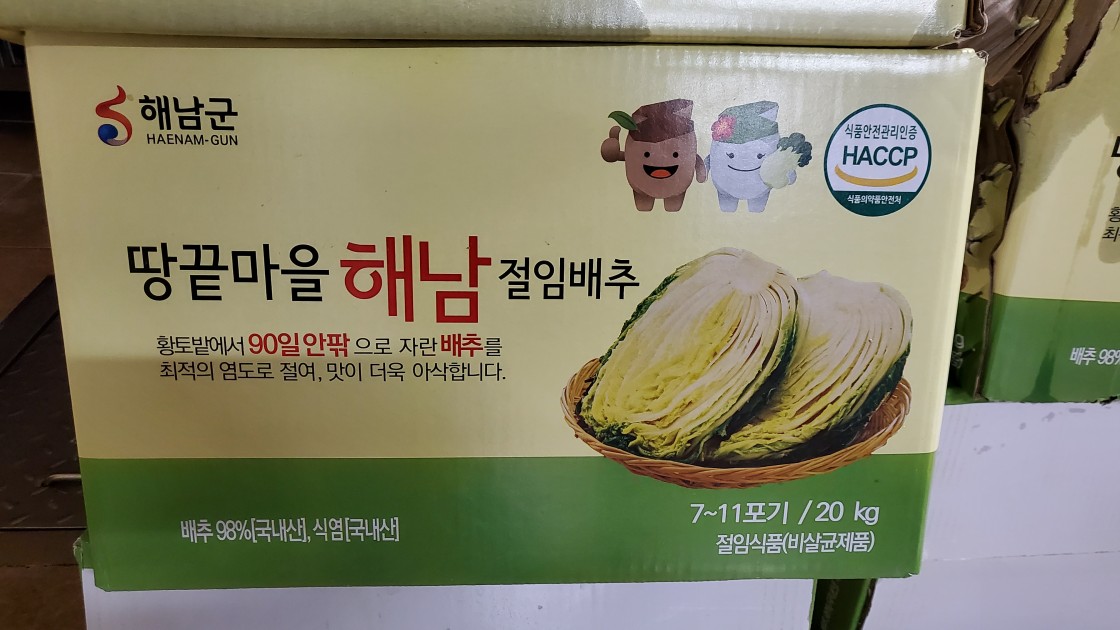 해남군
HAENAM-GUN
식품안전관리인증
HACCP
식품의약품안전처
땅끝마을 해남 절임배추
황토밭에서 90일안팎으로 자란 배추를
최적의 염도로 절여, 맛이 더욱 아삭합니다.
7~11포기 / 20 kg
배추 98%[국내산], 식염[국내산]
절임식품(비살균제품)
배추 98%